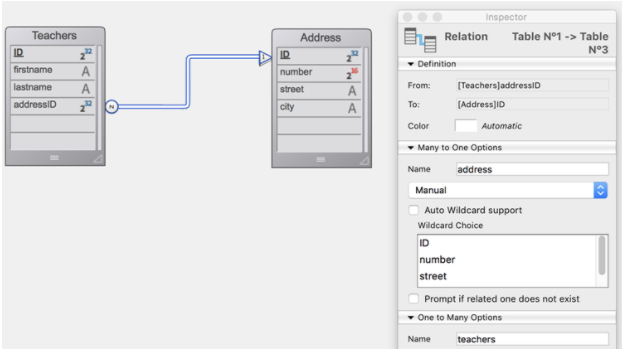 Teachers
ID 2^32
firstname A
lastname A
addressID 2^32
N
1
Address
ID 2^32
number 2^16
street A
city A
Inspector
Relation Table N°1 -> Table
N°3
Definition
From: [Teachers]addressID
To: [Address]ID
Color Automatic
Many to One Options
Name address
Manual
Auto Wildcard support
Wildcard Choice
ID
number
street
Prompt if related one does not exist
One to Many Options
Name teachers